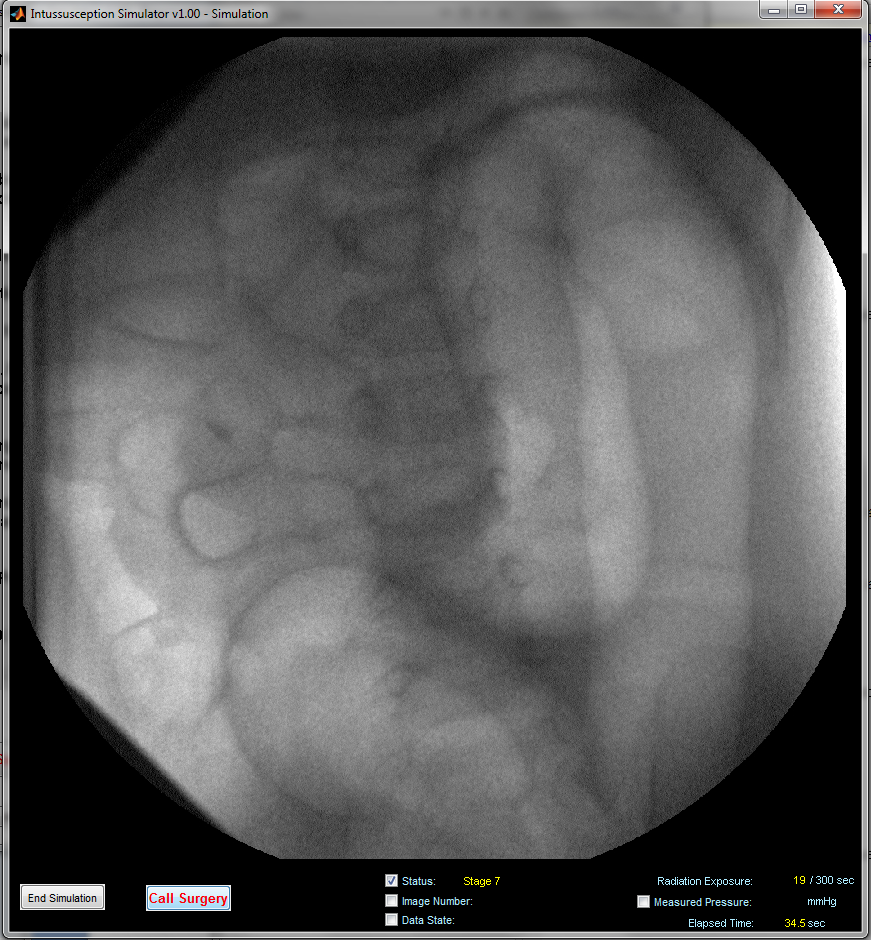 Intussusception Simulator v1.00 - Simulation
End Simulation
Call Surgery
Status: Stage 7
Image Number:
Data State:
Radiation Exposure: 19 / 300 sec
Measured Pressure: mmHg
Elapsed Time: 34.5 sec